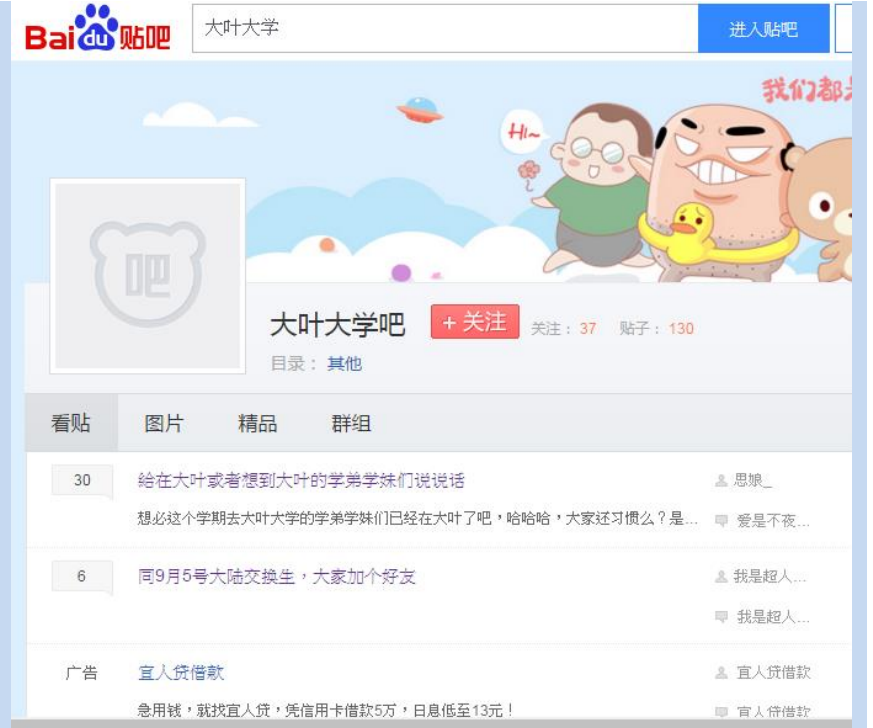 Bai du 贴吧
大叶大学
进入贴吧
我们都
Hi~
吧
大叶大学吧
+ 关注
关注： 37 贴子： 130
目录： 其他
看贴 图片 精品 群组
30 给在大叶或者想到大叶的学弟学妹们说说话 思娘_
想必这个学期去大叶大学的学弟学妹们已经在大叶了吧，哈哈哈，大家还习惯么？是... 爱是不夜...
6 同9月5号大陆交换生，大家加个好友 我是超人...
我是超人...
广告 宜人贷借款 宜人贷借款
急用钱，就找宜人贷，凭信用卡借款5万，日息低至13元！ 宜人贷借款